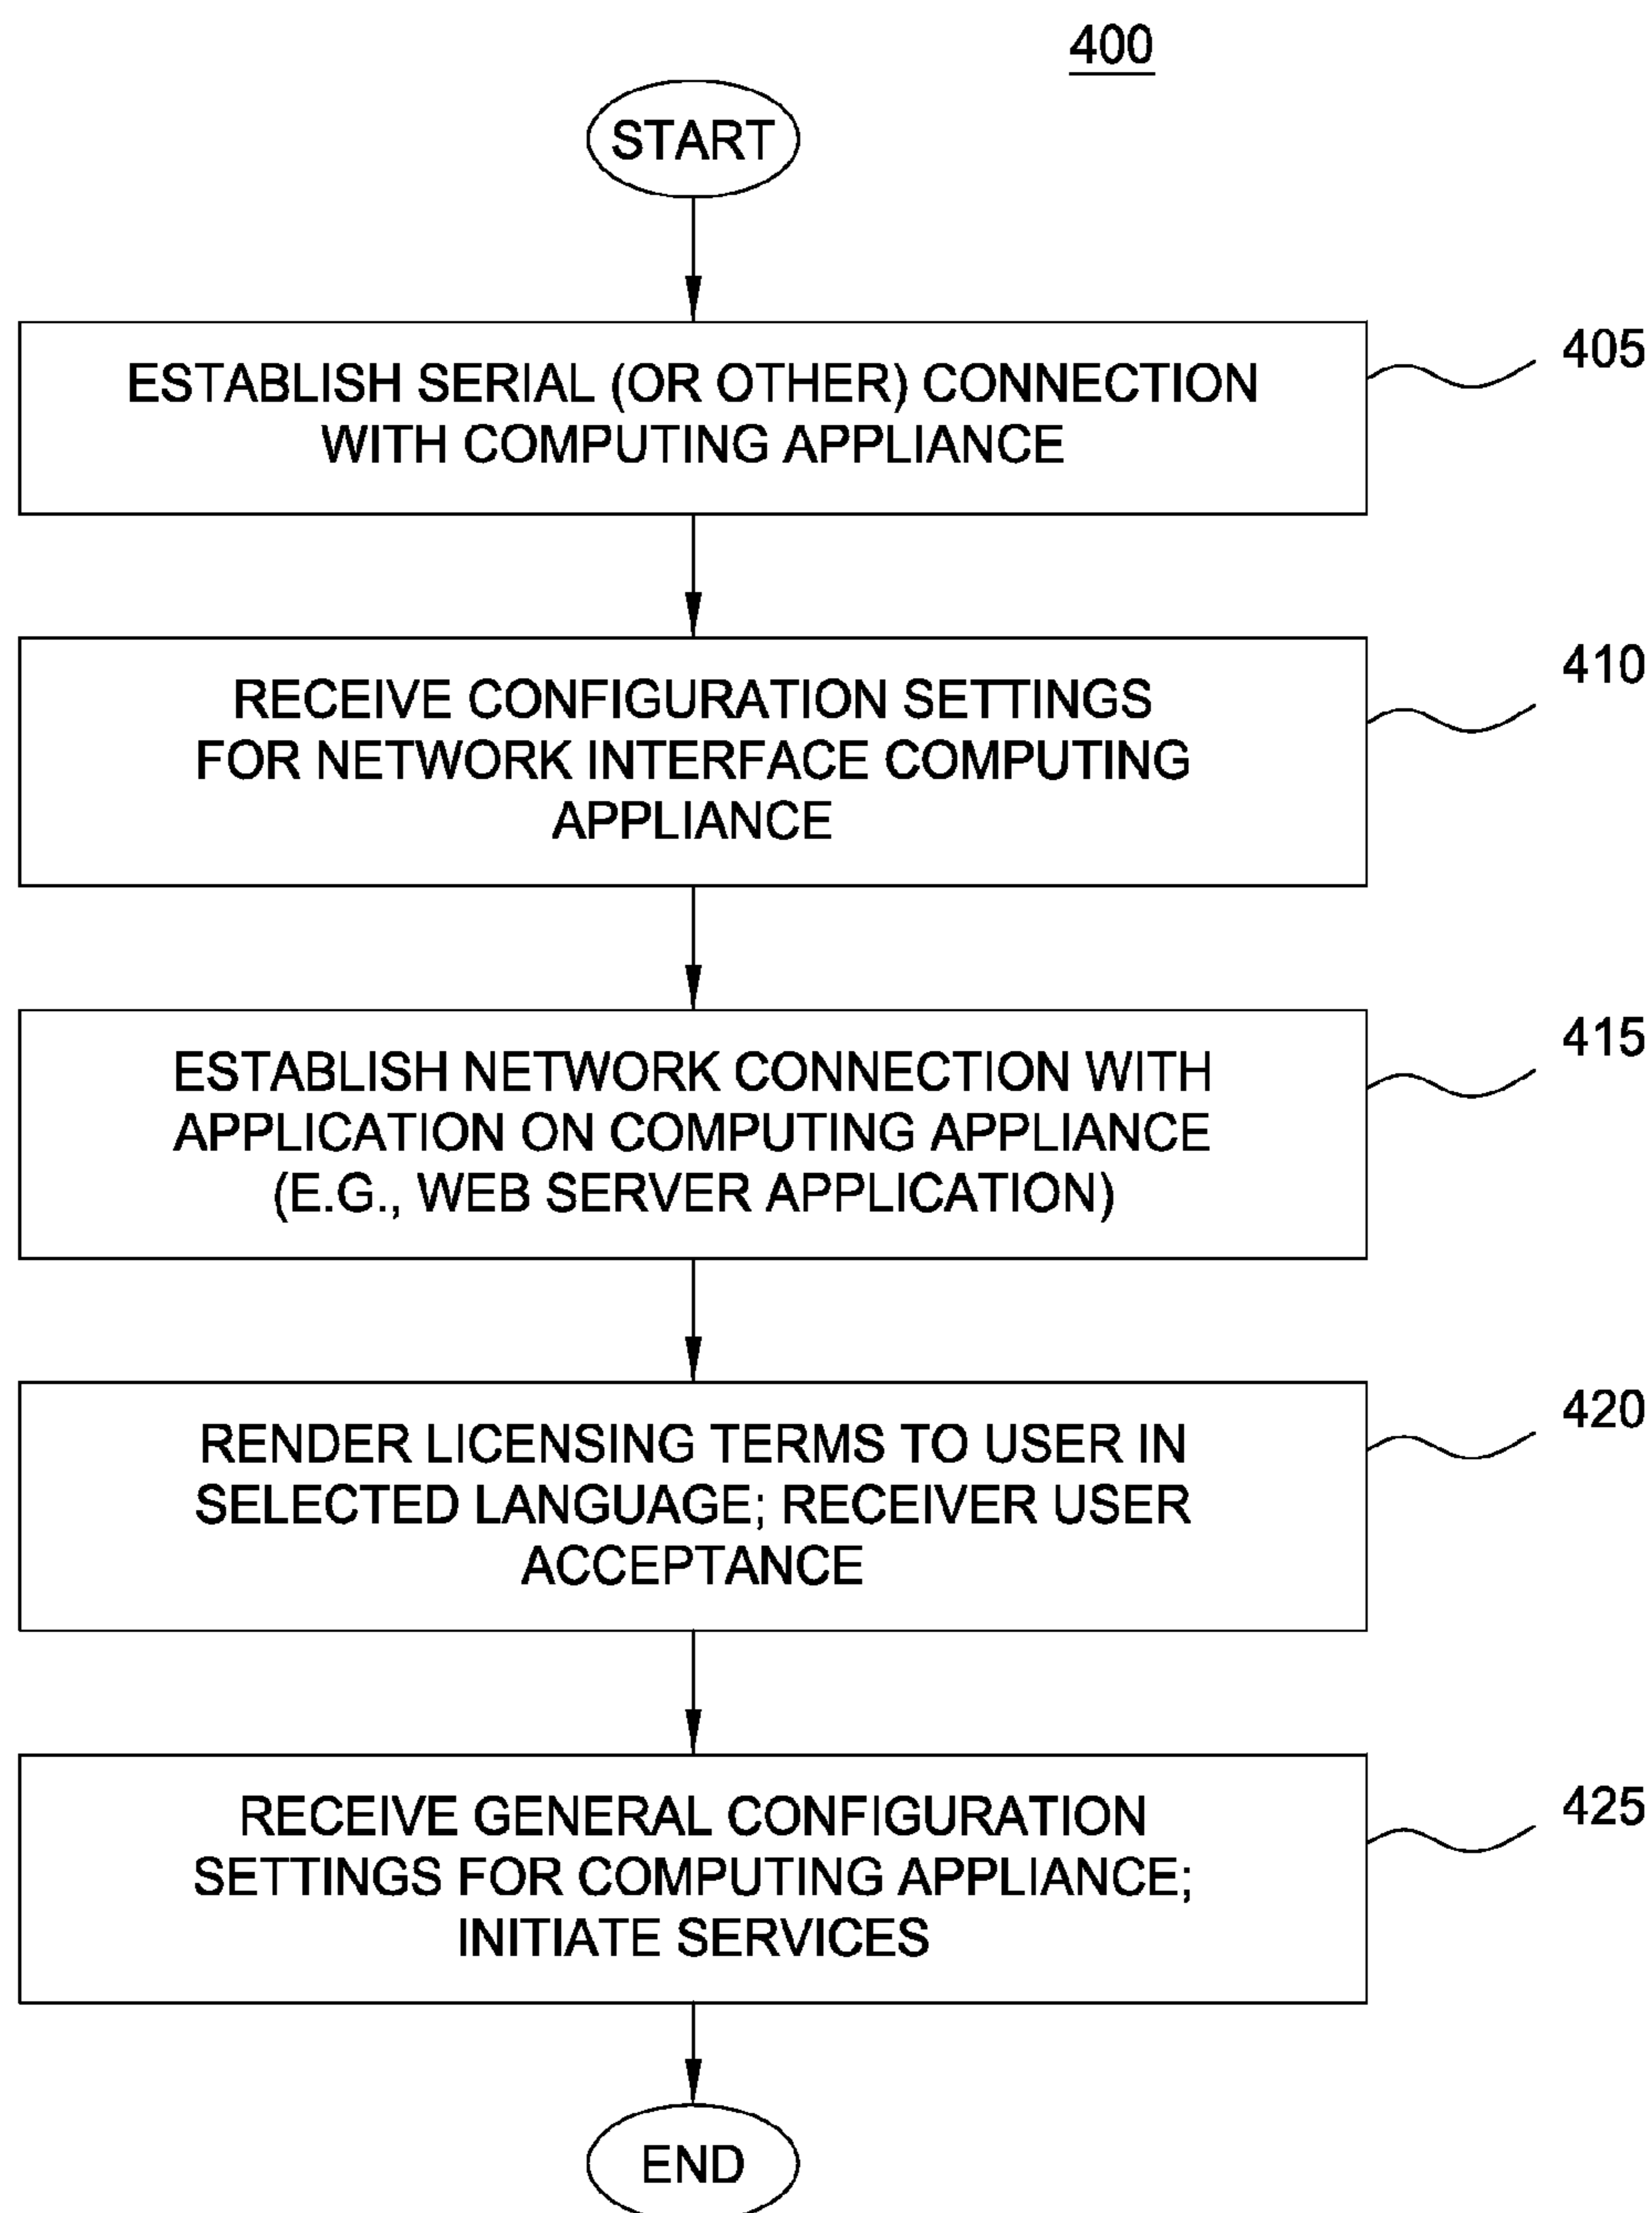 400
START
ESTABLISH SERIAL (OR OTHER) CONNECTION
WITH COMPUTING APPLIANCE
405
RECEIVE CONFIGURATION SETTINGS
FOR NETWORK INTERFACE COMPUTING
APPLIANCE
410
ESTABLISH NETWORK CONNECTION WITH
APPLICATION ON COMPUTING APPLIANCE
(E.G., WEB SERVER APPLICATION)
415
RENDER LICENSING TERMS TO USER IN
SELECTED LANGUAGE; RECEIVER USER
ACCEPTANCE
420
RECEIVE GENERAL CONFIGURATION
SETTINGS FOR COMPUTING APPLIANCE;
INITIATE SERVICES
425
END